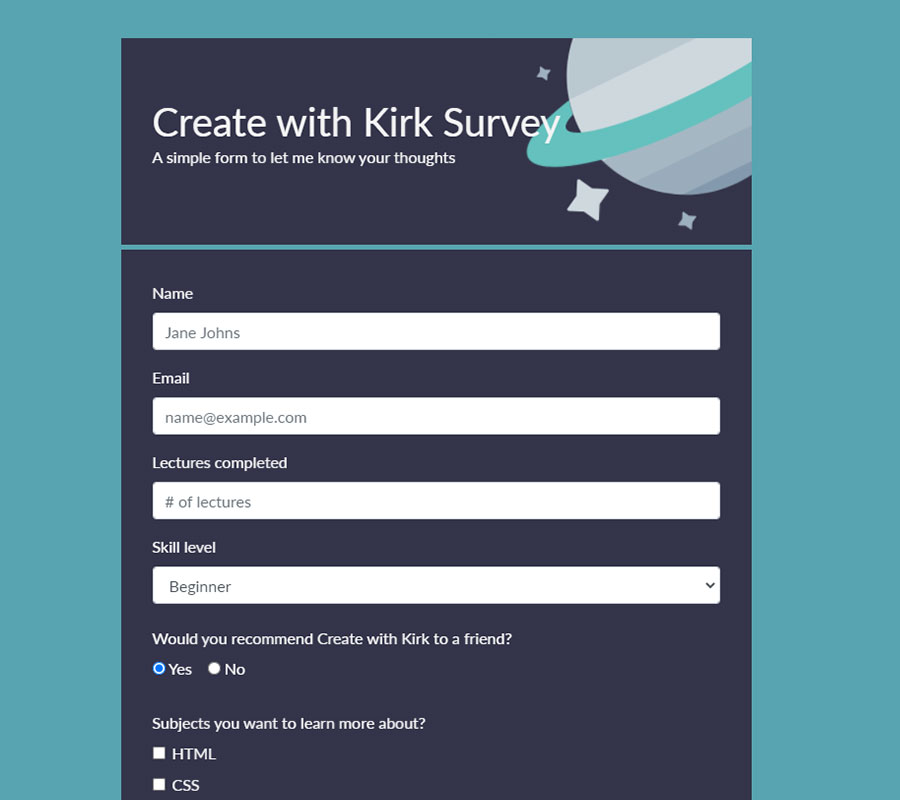 Create with Kirk Survey
A simple form to let me know your thoughts
Name
Jane Johns
Email
name@example.com
Lectures completed
# of lectures
Skill level
Beginner
Would you recommend Create with Kirk to a friend?
Yes No
Subjects you want to learn more about?
HTML
CSS